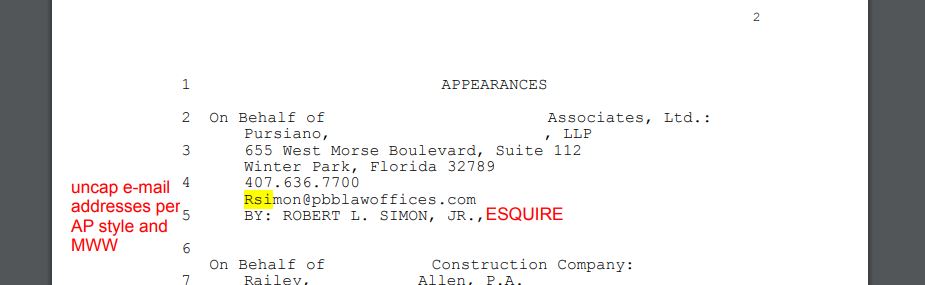 2
1 APPEARANCES
2 On Behalf of Associates, Ltd.:
Pursiano, , LLP
3 655 West Morse Boulevard, Suite 112
Winter Park, Florida 32789
4 407.636.7700
Rsimon@pbblawoffices.com
5 BY: ROBERT L. SIMON, JR.,ESQUIRE
uncap e-mail
addresses per
AP style and
MWW
6
On Behalf of Construction Company:
7 Railey, Allen, P.A.